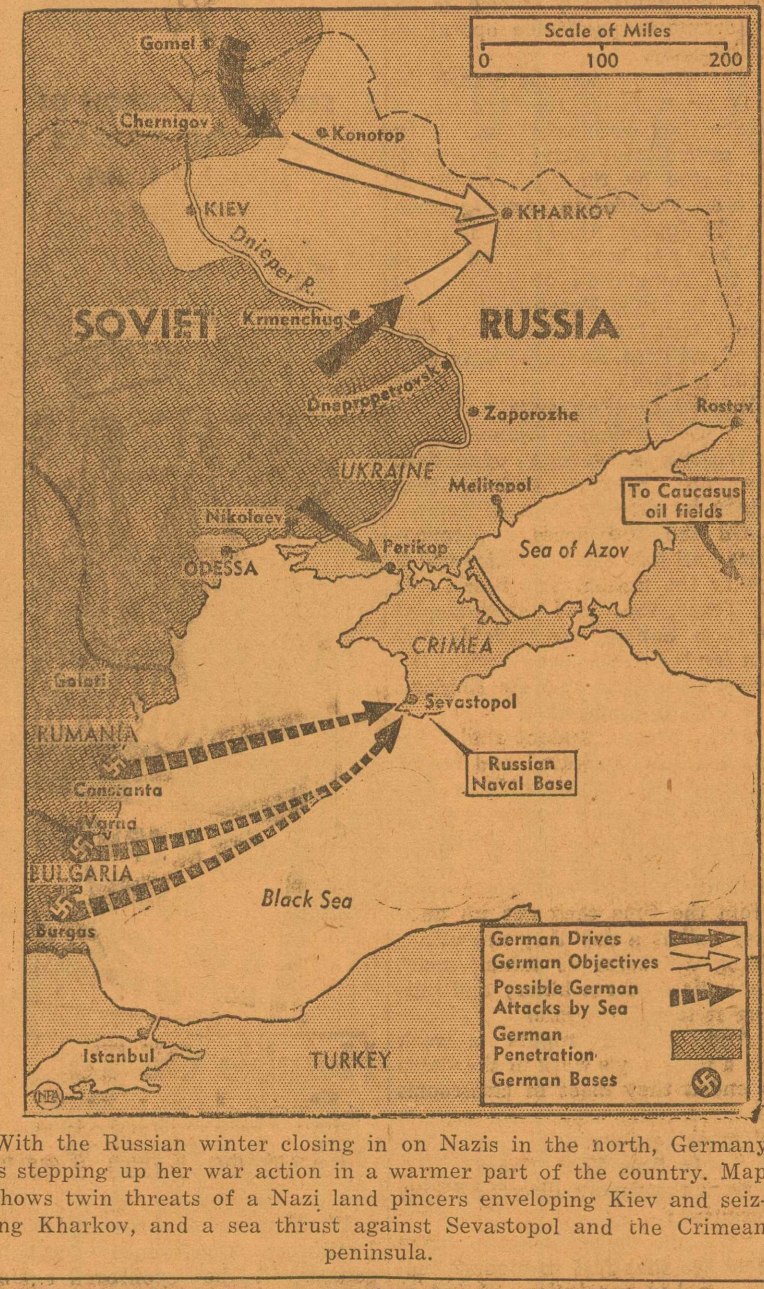 Gomel
Scale of Miles
0 100 200
Chernigov
Konotop
KIEV
KHARKOV
Dnieper R.
SOVIET RUSSIA
Krmenchug
Dnepropetrovsk
Zaporozhe
Rostov
UKRAINE
Melitopol
To Caucasus
oil fields
Nikolaev
Perikop
Sea of Azov
ODESSA
CRIMEA
Galati
Sevastopol
RUMANIA
Russian
Naval Base
Constanta
Varna
BULGARIA
Black Sea
Burgas
German Drives
German Objectives
Possible German
Attacks by Sea
German
Penetration
German Bases
Istanbul
TURKEY
NEA
With the Russian winter closing in on Nazis in the north, Germany
s stepping up her war action in a warmer part of the country. Map
hows twin threats of a Nazi land pincers enveloping Kiev and seiz-
ng Kharkov, and a sea thrust against Sevastopol and the Crimean
peninsula.